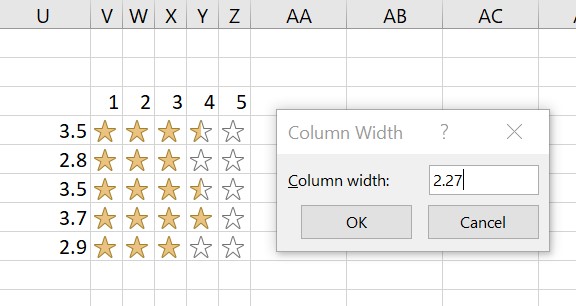 U V W X Y Z AA AB AC
1 2 3 4 5
3.5
2.8
3.5
3.7
2.9
Column Width ? ×
Column width: 2.27
OK Cancel